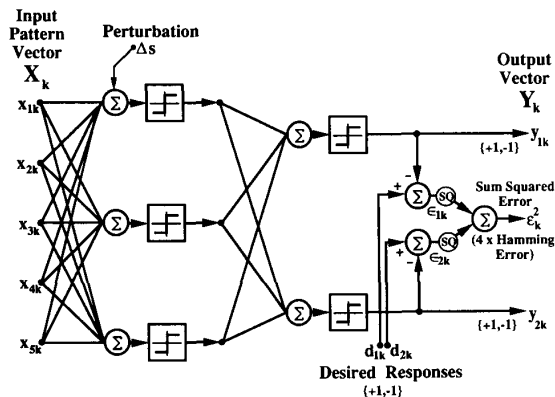 Input
Pattern
Vector
X_k
Perturbation
Δs
Output
Vector
Y_k
x_1k
x_2k
x_3k
x_4k
x_5k
Σ
Σ
Σ
Σ
Σ
y_1k
{+1,-1}
-
+
Σ
ϵ_1k
SQ
Sum Squared
Error
Σ
ε_k^2
(4 x Hamming
Error)
+
Σ
-
ϵ_2k
SQ
y_2k
{+1,-1}
d_1k d_2k
Desired Responses
{+1,-1}